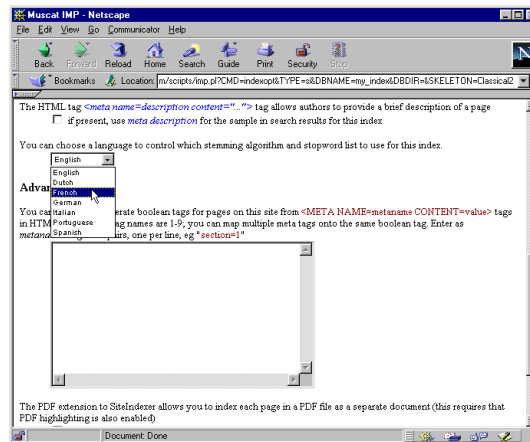 Muscat IMP - Netscape
File Edit View Go Communicator Help
Back Forward Reload Home Search Guide Print Security Stop
Bookmarks Location: m/scripts/imp.pl?CMD=indexopt&TYPE=si&DBNAME=my_index&DBDIR=&SKELETON=Classical2
The HTML tag <meta name=description content="..."> tag allows authors to provide a brief description of a page
if present, use meta description for the sample in search results for this index
You can choose a language to control which stemming algorithm and stopword list to use for this index.
English
English
Dutch
French
German
Italian
Portuguese
Spanish
Advan
You can erate boolean tags for pages on this site from <META NAME=metaname CONTENT=value> tags
in HTM ag names are 1-9; you can map multiple meta tags onto the same boolean tag. Enter as
metana airs, one per line, eg "section=1"
The PDF extension to SiteIndexer allows you to index each page in a PDF file as a separate document (this requires that
PDF highlighting is also enabled)
Document: Done